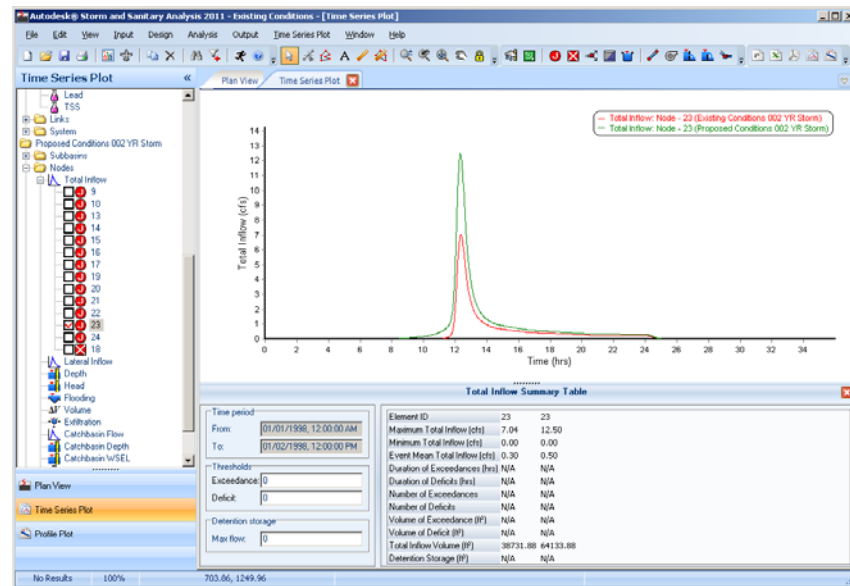 Autodesk® Storm and Sanitary Analysis 2011 - Existing Conditions - [Time Series Plot]
File Edit View Input Design Analysis Output Time Series Plot Window Help
Time Series Plot «
Plan View Time Series Plot
Lead
TSS
Links
System
Proposed Conditions 002 YR Storm
Subbasins
Nodes
Total Inflow
9
10
13
14
15
16
17
19
20
21
22
23
24
18
Lateral Inflow
Depth
Head
Flooding
Volume
Exfiltration
Catchbasin Flow
Catchbasin Depth
Catchbasin WSEL
Plan View
Time Series Plot
Profile Plot
Total Inflow: Node - 23 (Existing Conditions 002 YR Storm)
Total Inflow: Node - 23 (Proposed Conditions 002 YR Storm)
Total Inflow (cfs)
14
13
12
11
10
9
8
7
6
5
4
3
2
1
0
0 2 4 6 8 10 12 14 16 18 20 22 24 26 28 30 32 34
Time (hrs)
Total Inflow Summary Table
Time period
From: 01/01/1998, 12:00:00 AM
To: 01/02/1998, 12:00:00 PM
Thresholds
Exceedance: 0
Deficit: 0
Detention storage
Max flow: 0
Element ID 23 23
Maximum Total Inflow (cfs) 7.04 12.50
Minimum Total Inflow (cfs) 0.00 0.00
Event Mean Total Inflow (cfs) 0.30 0.50
Duration of Exceedances (hrs) N/A N/A
Duration of Deficits (hrs) N/A N/A
Number of Exceedances N/A N/A
Number of Deficits N/A N/A
Volume of Exceedance (ft³) N/A N/A
Volume of Deficit (ft³) N/A N/A
Total Inflow Volume (ft³) 38731.88 64133.88
Detention Storage (ft³) N/A N/A
No Results 100% 703.86, 1249.96